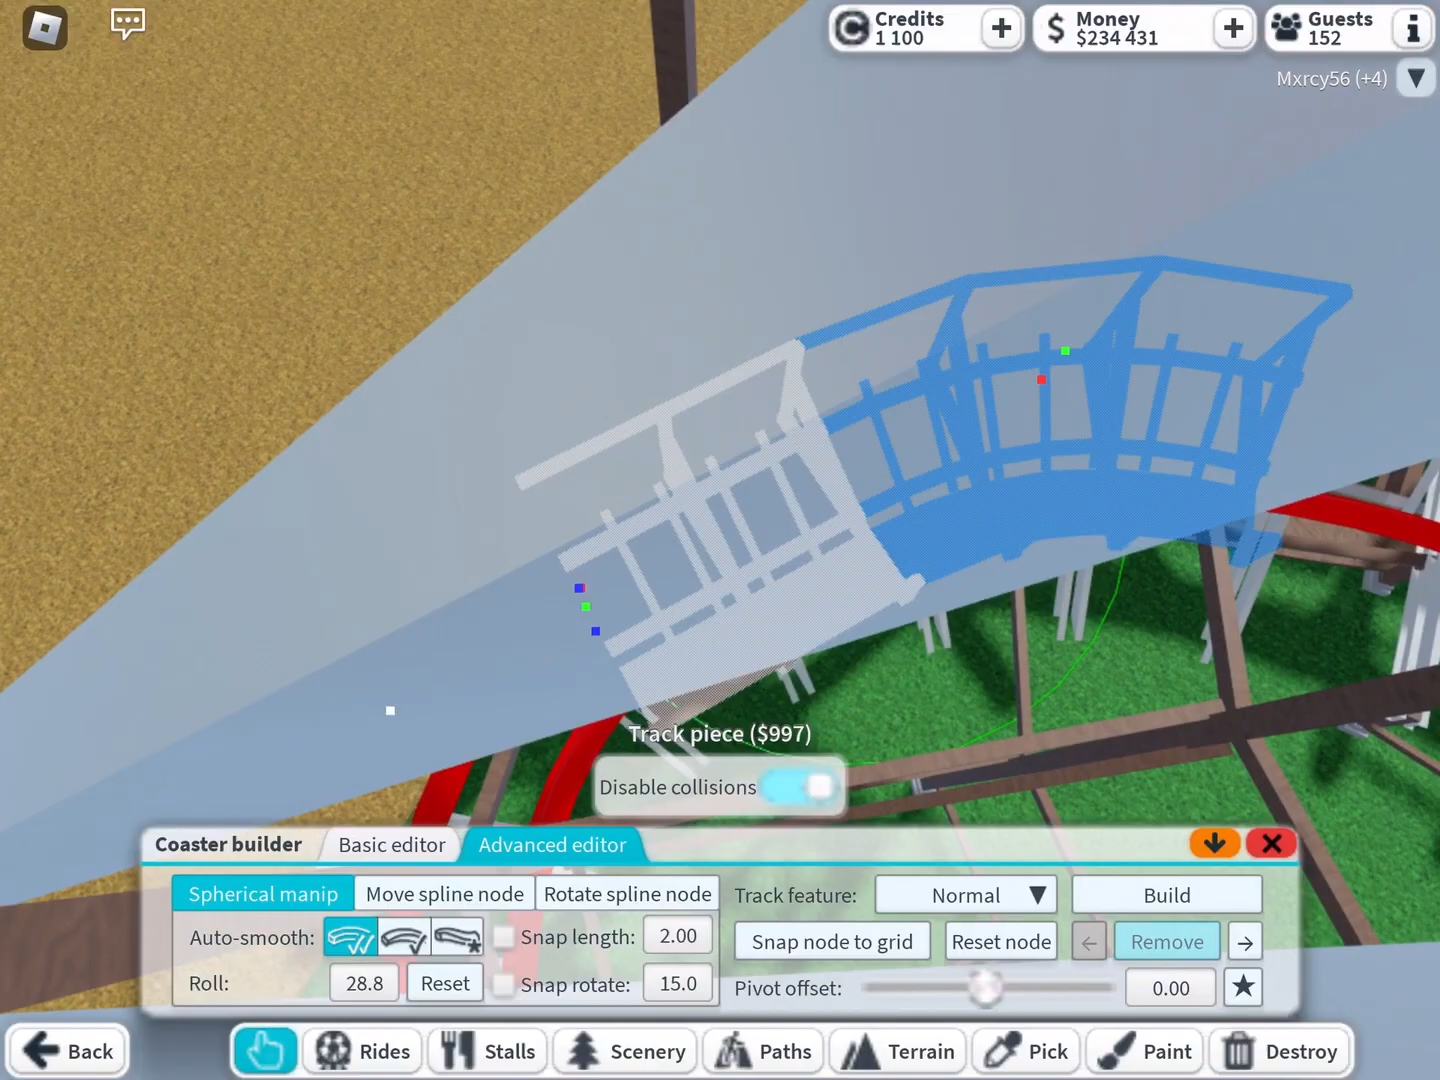 Credits
1 100
Money
$234 431
Guests
152
Mxrcy56 (+4)
Track piece ($997)
Disable collisions
Coaster builder
Basic editor
Advanced editor
Spherical manip
Move spline node
Rotate spline node
Track feature:
Normal
Build
Auto-smooth:
Snap length:
2.00
Snap node to grid
Reset node
Remove
Roll:
28.8
Reset
Snap rotate:
15.0
Pivot offset:
0.00
Back
Rides
Stalls
Scenery
Paths
Terrain
Pick
Paint
Destroy